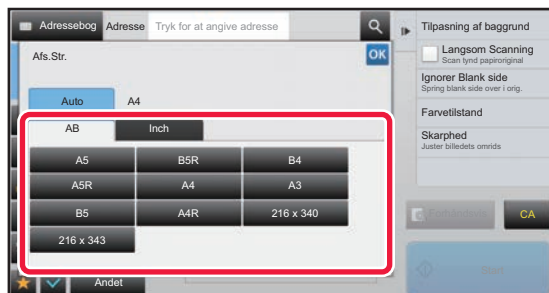 Adressebog Adresse Tryk for at angive adresse
Afs.Str.
OK
Auto A4
AB Inch
A5 B5R B4
A5R A4 A3
B5 A4R 216 x 340
216 x 343
Andet
Tilpasning af baggrund
Langsom Scanning
Scan tynd papiroriginal
Ignorer Blank side
Spring blank side over i orig.
Farvetilstand
Skarphed
Juster billedets omrids
CA
Start